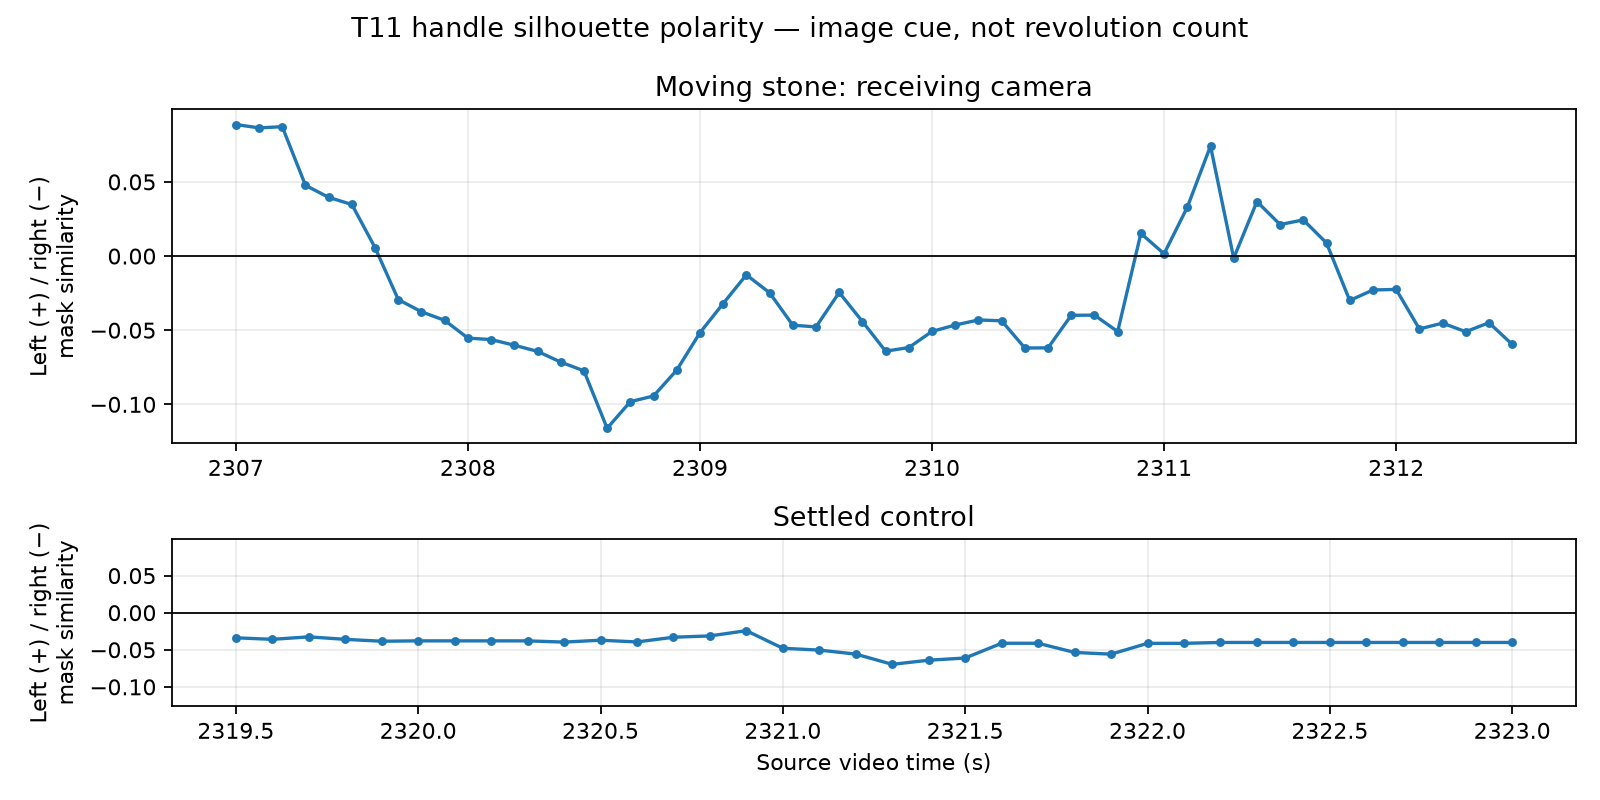 T11 handle silhouette polarity — image cue, not revolution count
Moving stone: receiving camera
Left (+) / right (−)
mask similarity
0.05
0.00
−0.05
−0.10
2307 2308 2309 2310 2311 2312
Settled control
Left (+) / right (−)
mask similarity
0.05
0.00
−0.05
−0.10
2319.5 2320.0 2320.5 2321.0 2321.5 2322.0 2322.5 2323.0
Source video time (s)